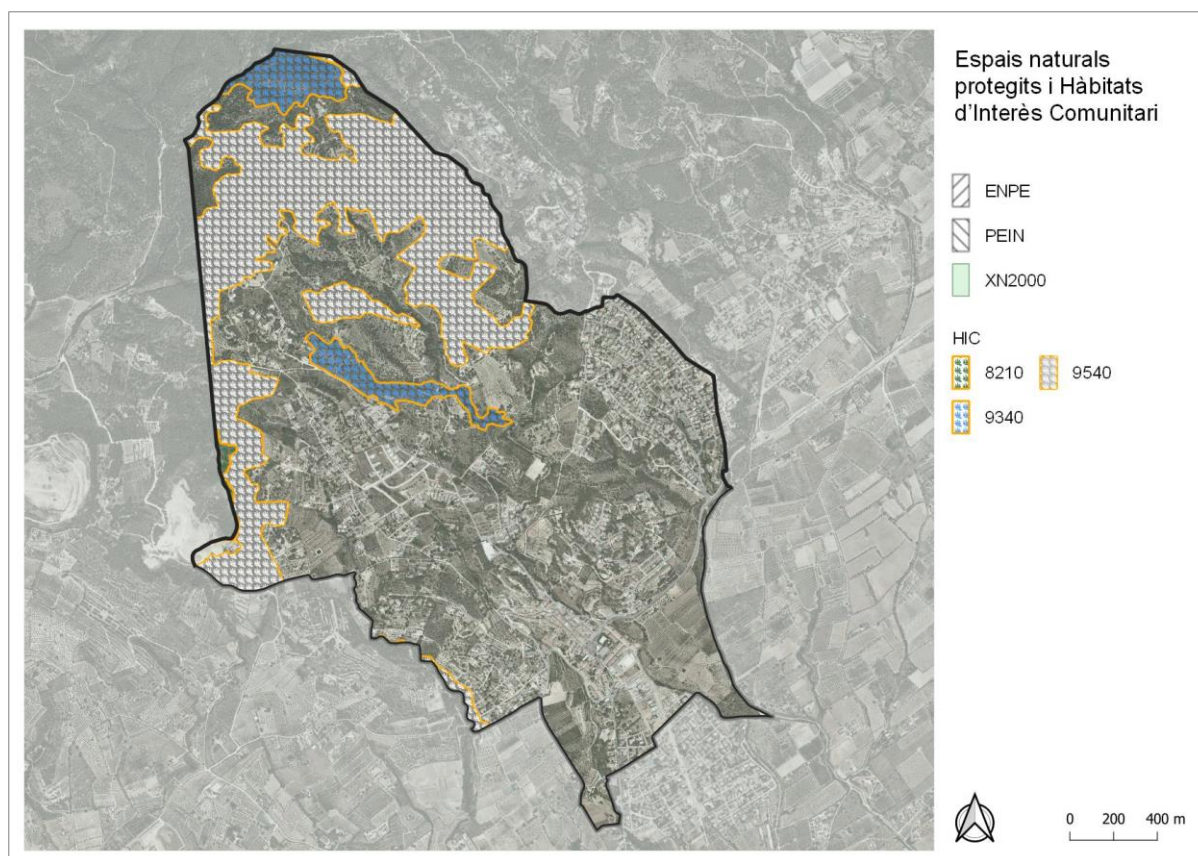 Espais naturals
protegits i Hàbitats
d'Interès Comunitari
ENPE
PEIN
XN2000
HIC
8210 9540
9340
0 200 400 m